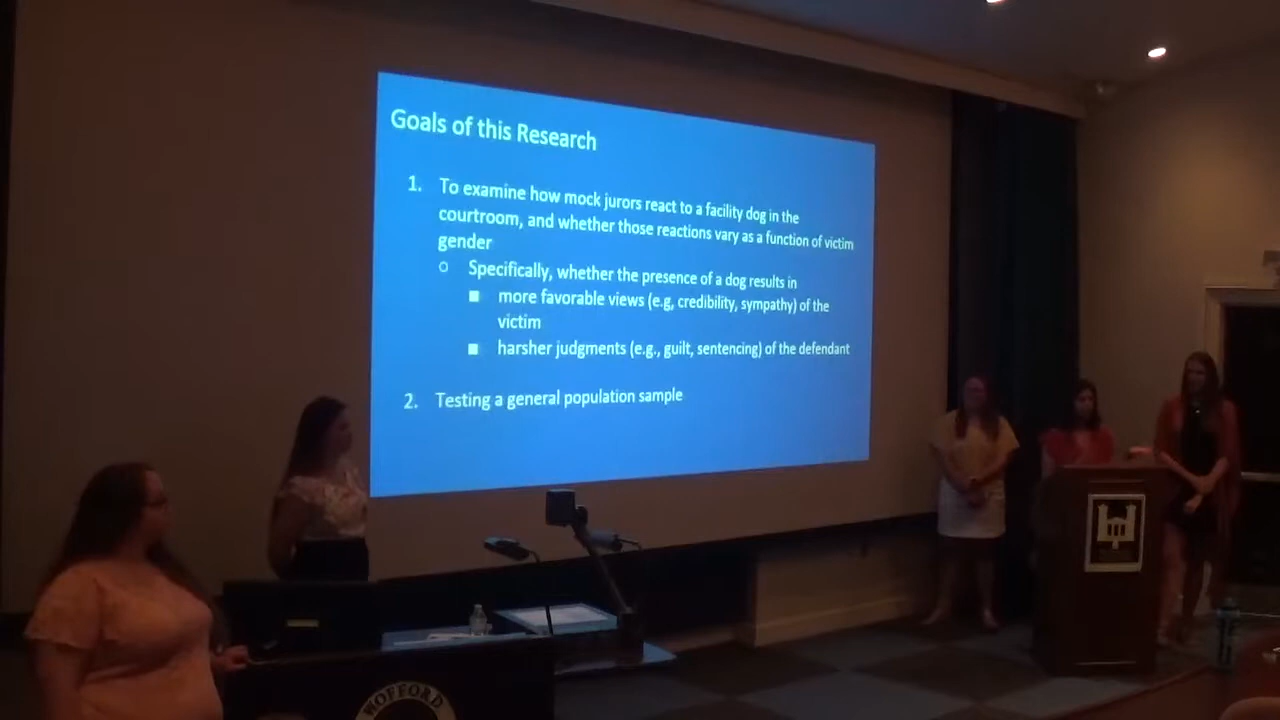 Goals of this Research
1. To examine how mock jurors react to a facility dog in the
courtroom, and whether those reactions vary as a function of victim
gender
o Specifically, whether the presence of a dog results in
■ more favorable views (e.g, credibility, sympathy) of the
victim
■ harsher judgments (e.g., guilt, sentencing) of the defendant
2. Testing a general population sample
WOFFORD